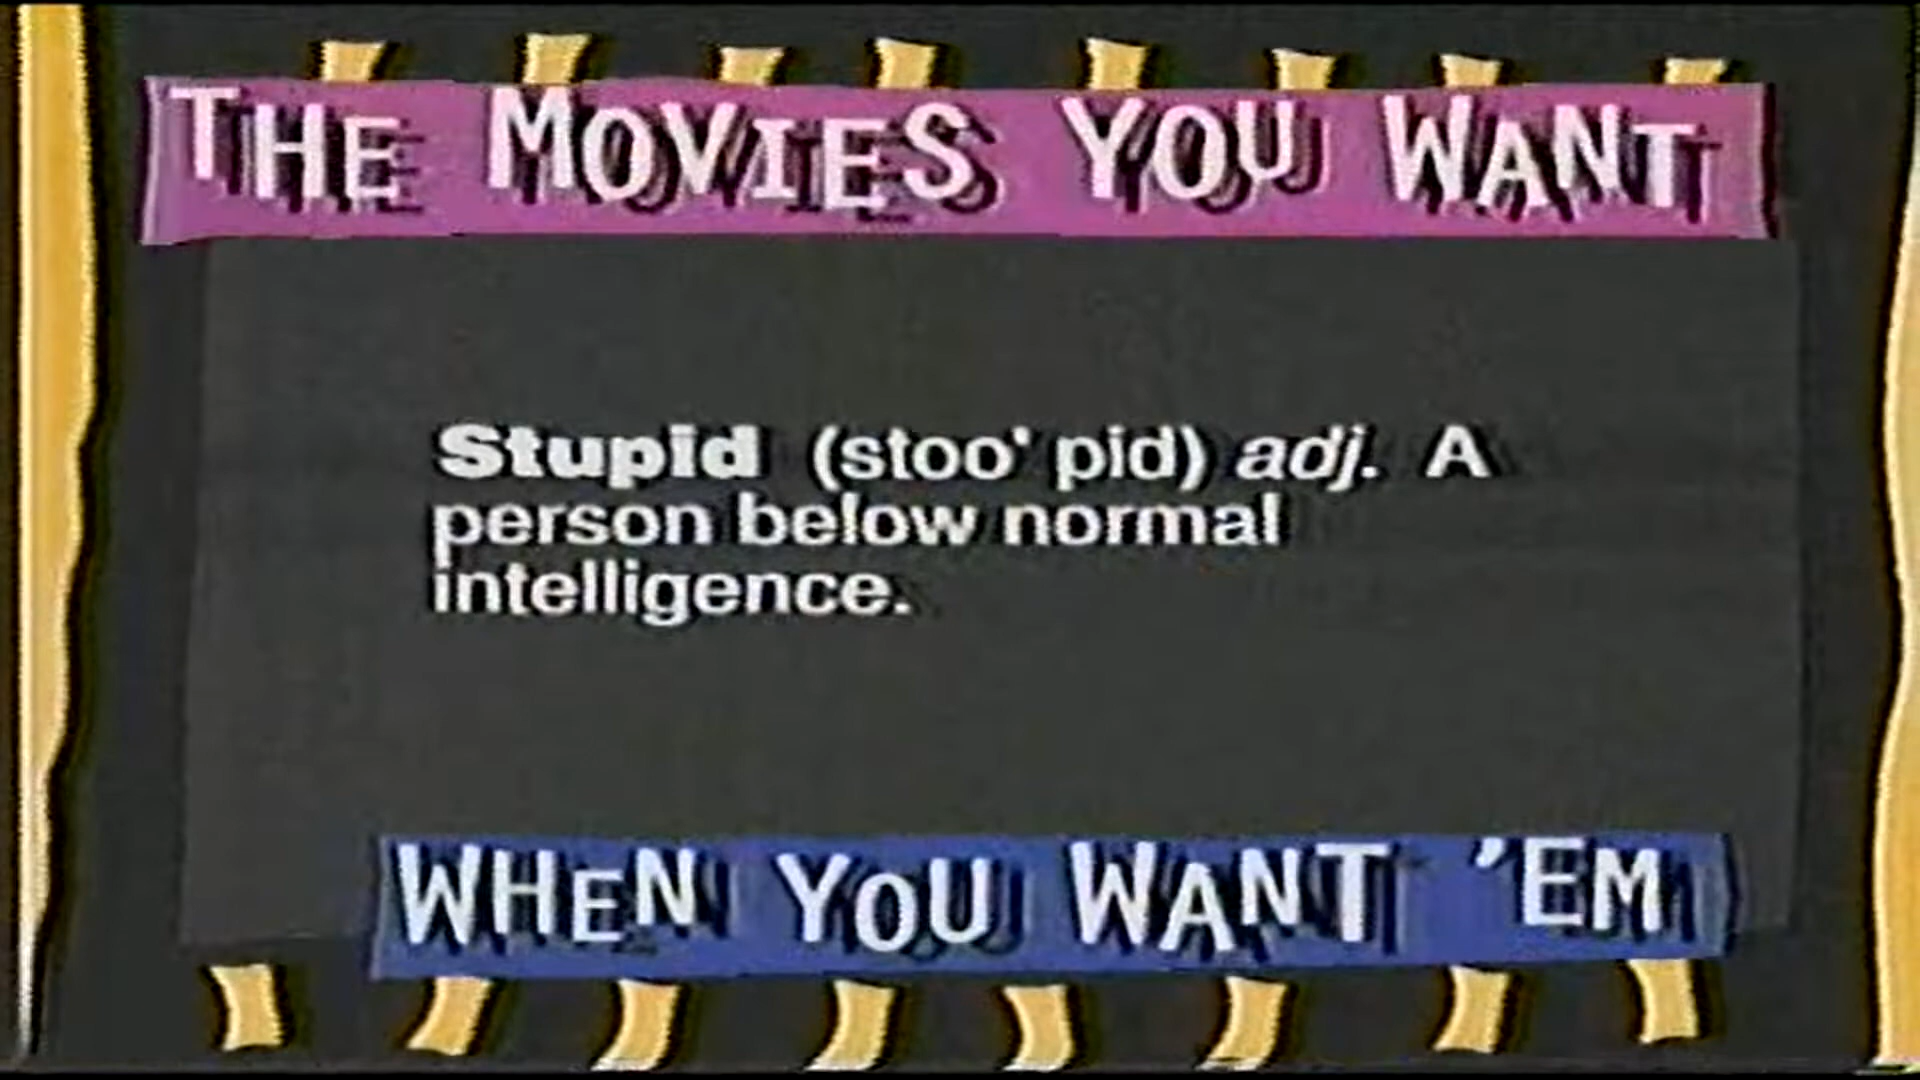 THE MOVIES YOU WANT
Stupid (stoo' pid) adj. A
person below normal
intelligence.
WHEN YOU WANT 'EM